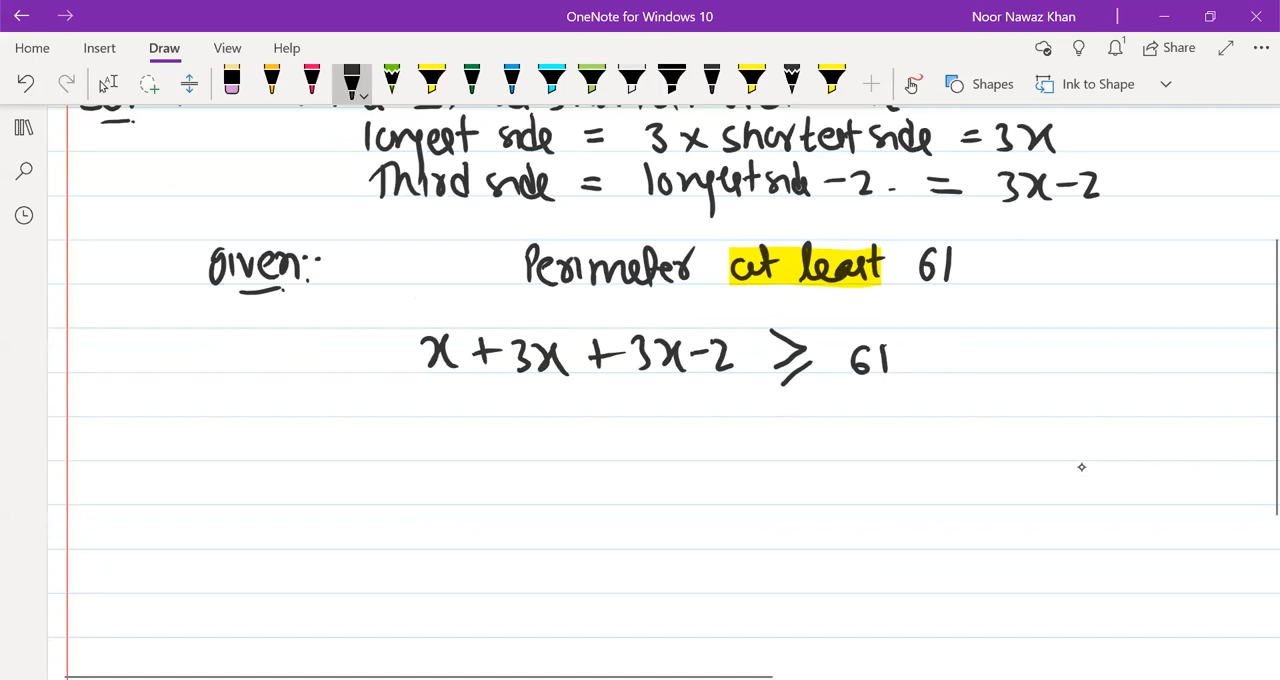 OneNote for Windows 10
Noor Nawaz Khan
Home Insert Draw View Help
Share
Shapes
Ink to Shape
longest side = 3 x shortest side = 3x
Third side = longest side - 2 . = 3x-2
Given:: Perimeter at least 61
x + 3x + 3x - 2 ⩾ 61